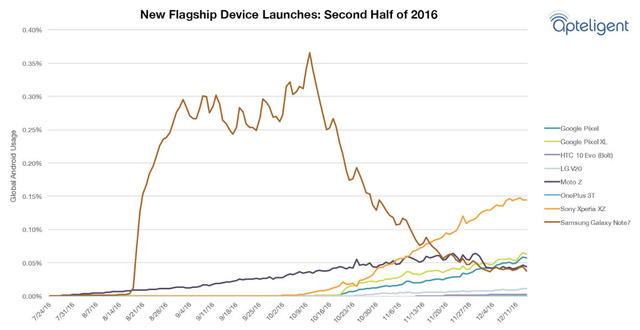 New Flagship Device Launches: Second Half of 2016
Apteligent
0.40%
0.35%
0.30%
0.25%
0.20%
0.15%
0.10%
0.05%
0.00%
Global Android Usage
7/24/16
7/31/16
8/7/16
8/14/16
8/21/16
8/28/16
9/4/16
9/11/16
9/18/16
9/25/16
10/2/16
10/9/16
10/16/16
10/23/16
10/30/16
11/6/16
11/13/16
11/20/16
11/27/16
12/4/16
12/11/16
Google Pixel
Google Pixel XL
HTC 10 Evo (Bolt)
LG V20
Moto Z
OnePlus 3T
Sony Xpeña XZ
Samsung Galaxy Note7